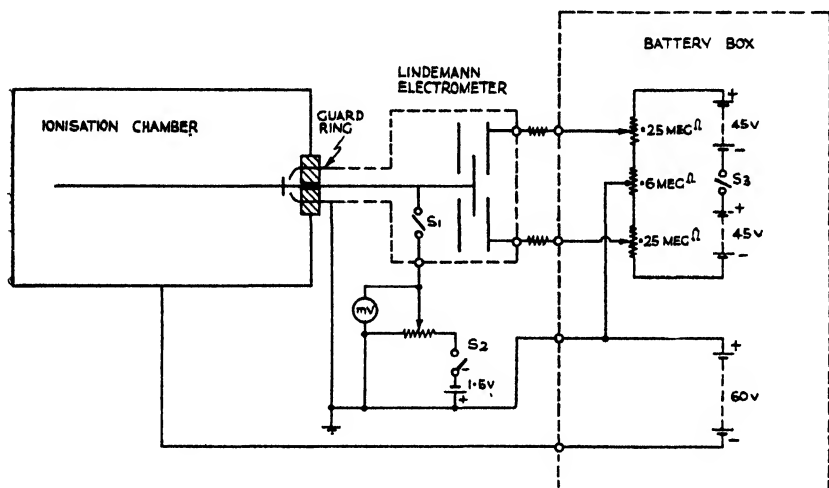 BATTERY BOX
LINDEMANN
ELECTROMETER
GUARD
RING
IONISATION CHAMBER
+
·25 MEG Ω
45V
-
·5 MEG Ω
S3
S1
+
·25 MEG Ω
45V
-
mV
S2
-
1·5V
+
+
60V
-